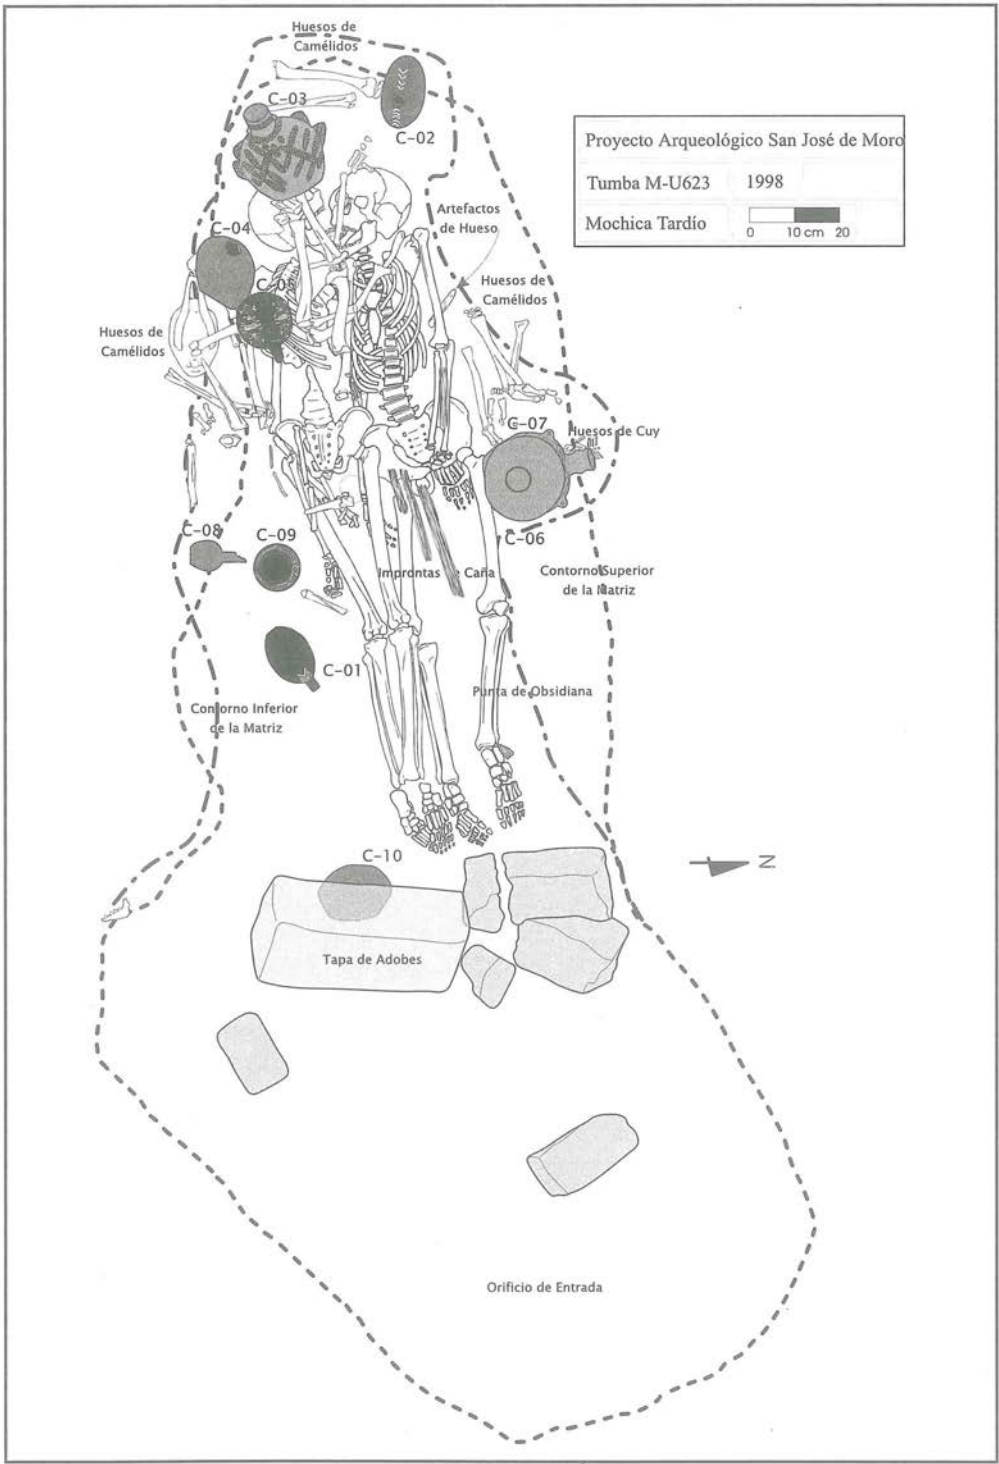 Huesos de
Camélidos
C-03
C-02
Proyecto Arqueológico San José de Moro
Tumba M-U623 1998
Mochica Tardío
0 10 cm 20
Artefactos
de Hueso
C-04
C-05
Huesos de
Camélidos
Huesos de
Camélidos
C-07
Huesos de Cuy
C-06
C-08
C-09
Improntas de Caña
Contorno Superior
de la Matriz
C-01
Punta de Obsidiana
Contorno Inferior
de la Matriz
C-10
N
Tapa de Adobes
Orificio de Entrada